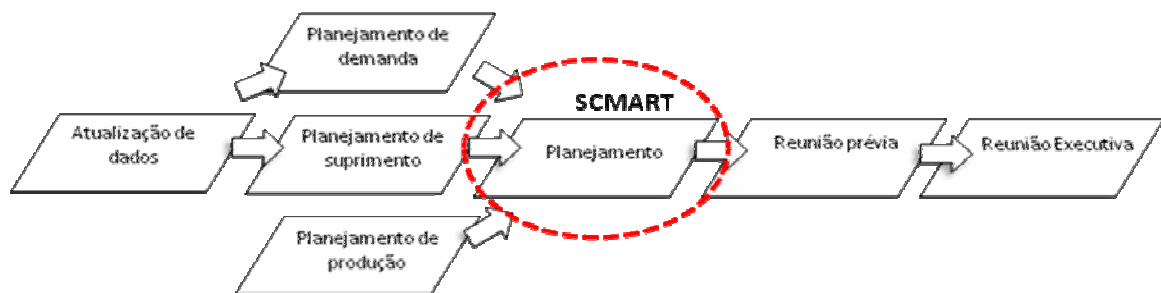 Planejamento de
demanda
SCMART
Atualização de
dados
Planejamento de
suprimento
Planejamento
Reunião prévia
Reunião Executiva
Planejamento de
produção